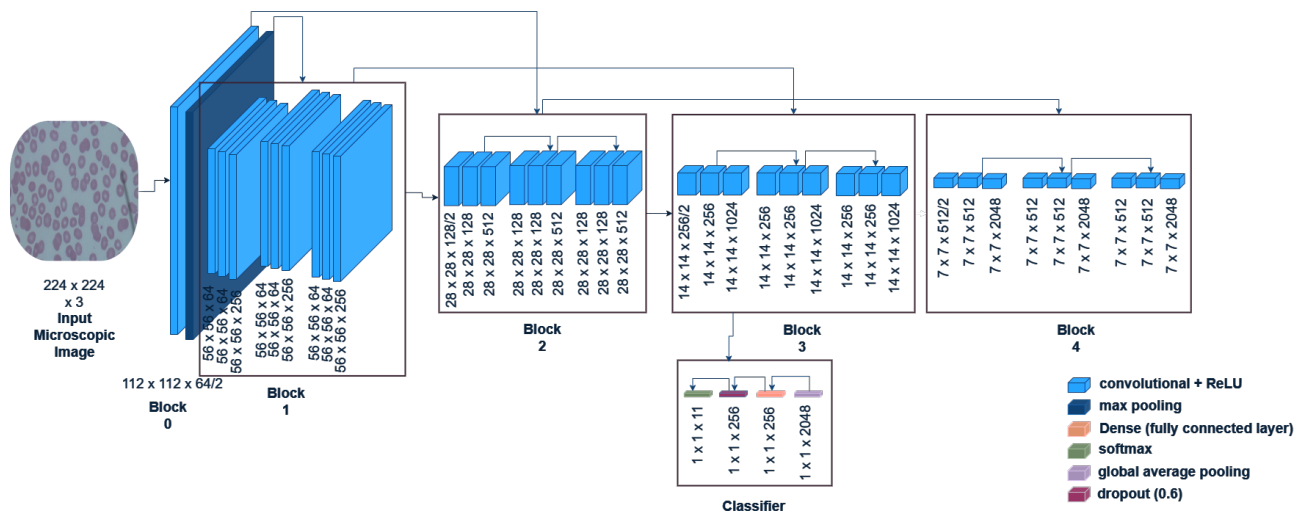 224 x 224
x 3
Input
Microscopic
Image
112 x 112 x 64/2
Block
0
56 x 56 x 64
56 x 56 x 64
56 x 56 x 256
56 x 56 x 64
56 x 56 x 64
56 x 56 x 256
56 x 56 x 64
56 x 56 x 64
56 x 56 x 256
Block
1
28 x 28 x 128/2
28 x 28 x 128
28 x 28 x 512
28 x 28 x 128
28 x 28 x 128
28 x 28 x 512
28 x 28 x 128
28 x 28 x 128
28 x 28 x 512
Block
2
14 x 14 x 256/2
14 x 14 x 256
14 x 14 x 1024
14 x 14 x 256
14 x 14 x 256
14 x 14 x 1024
14 x 14 x 256
14 x 14 x 256
14 x 14 x 1024
Block
3
7 x 7 x 512/2
7 x 7 x 512
7 x 7 x 2048
7 x 7 x 512
7 x 7 x 512
7 x 7 x 2048
7 x 7 x 512
7 x 7 x 512
7 x 7 x 2048
Block
4
1 x 1 x 11
1 x 1 x 256
1 x 1 x 256
1 x 1 x 2048
Classifier
convolutional + ReLU
max pooling
Dense (fully connected layer)
softmax
global average pooling
dropout (0.6)